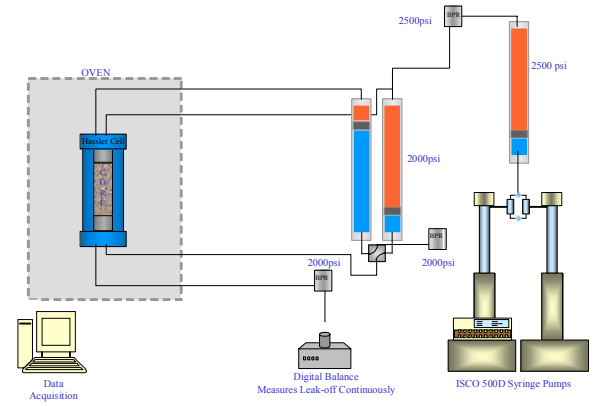 2500psi
BPR
OVEN
2500 psi
Hassler Cell
CORE
2000psi
BPR
2000psi
2000psi
BPR
Data
Acquisition
Digital Balance
Measures Leak-off Continuously
ISCO 500D Syringe Pumps